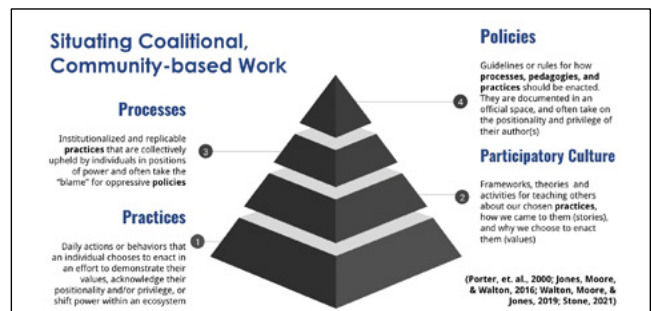 Situating Coalitional,
Community-based Work
Processes
Institutionalized and replicable
practices that are collectively
upheld by individuals in positions
of power and often take the
"blame" for oppressive policies
3
Practices
Daily actions or behaviors that
an individual chooses to enact in
an effort to demonstrate their
values, acknowledge their
positionality and/or privilege, or
shift power within an ecosystem
1
Policies
Guidelines or rules for how
processes, pedagogies, and
practices should be enacted.
They are documented in an
official space, and often take on
the positionality and privilege of
their author(s)
4
Participatory Culture
Frameworks, theories and
activities for teaching others
about our chosen practices,
how we came to them (stories),
and why we choose to enact
them (values)
2
(Porter, et. al., 2000; Jones, Moore,
& Walton, 2016; Walton, Moore, &
Jones, 2019; Stone, 2021)